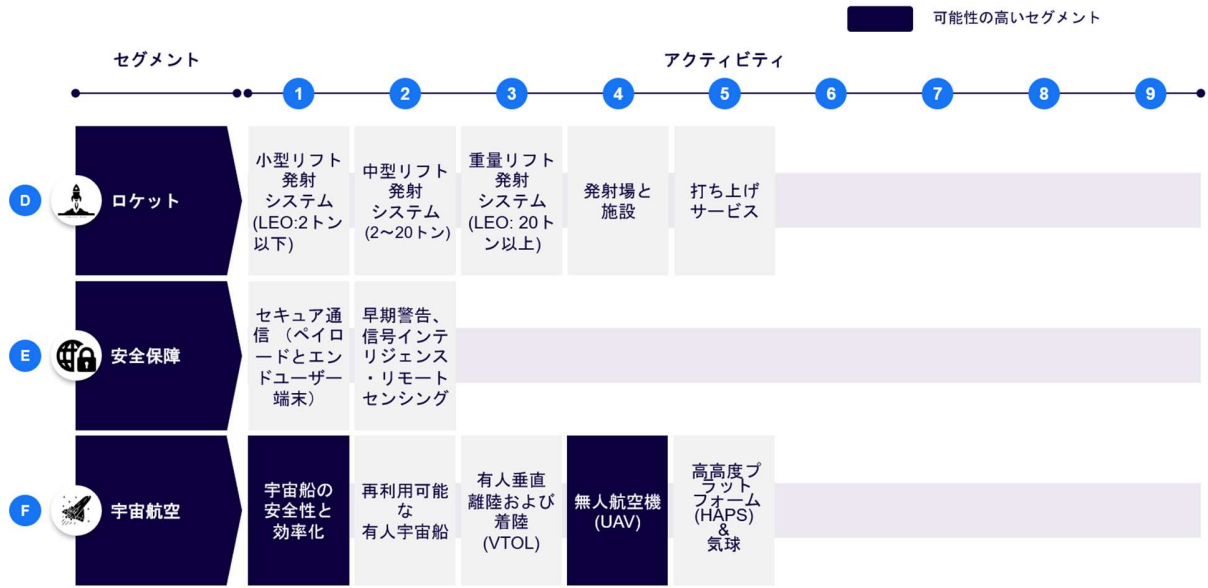 可能性の高いセグメント
セグメント
アクティビティ
1
2
3
4
5
6
7
8
9
D
ロケット
小型リフト
発射
システム
(LEO:2トン
以下)
中型リフト
発射
システム
(2〜20トン)
重量リフト
発射
システム
(LEO: 20ト
ン以上)
発射場と
施設
打ち上げ
サービス
E
安全保障
セキュア通
信 （ペイロ
ードとエン
ドユーザー
端末）
早期警告、
信号インテ
リジェンス
・リモート
センシング
F
宇宙航空
宇宙船の
安全性と
効率化
再利用可能
な
有人宇宙船
有人垂直
離陸および
着陸
(VTOL)
無人航空機
(UAV)
高高度プ
ラット
フォーム
(HAPS)
&
気球